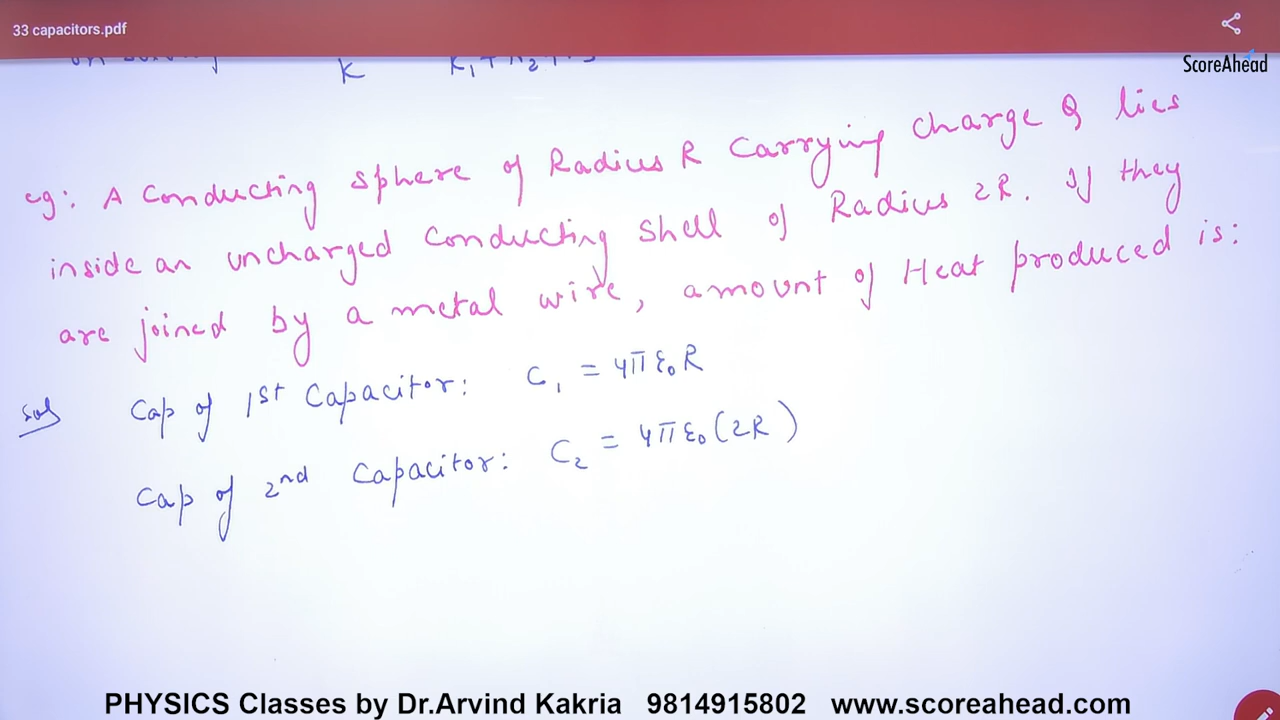 33 capacitors.pdf
ScoreAhead
K
eg: A Conducting Sphere of Radius R Carrying Charge Q lies
inside an uncharged Conducting Shell of Radius 2R. If they
are joined by a metal wire, amount of Heat produced is:
Sol Cap of 1st Capacitor: C₁ = 4πε₀R
Cap of 2nd Capacitor: C₂ = 4πε₀(2R)
PHYSICS Classes by Dr.Arvind Kakria 9814915802 www.scoreahead.com